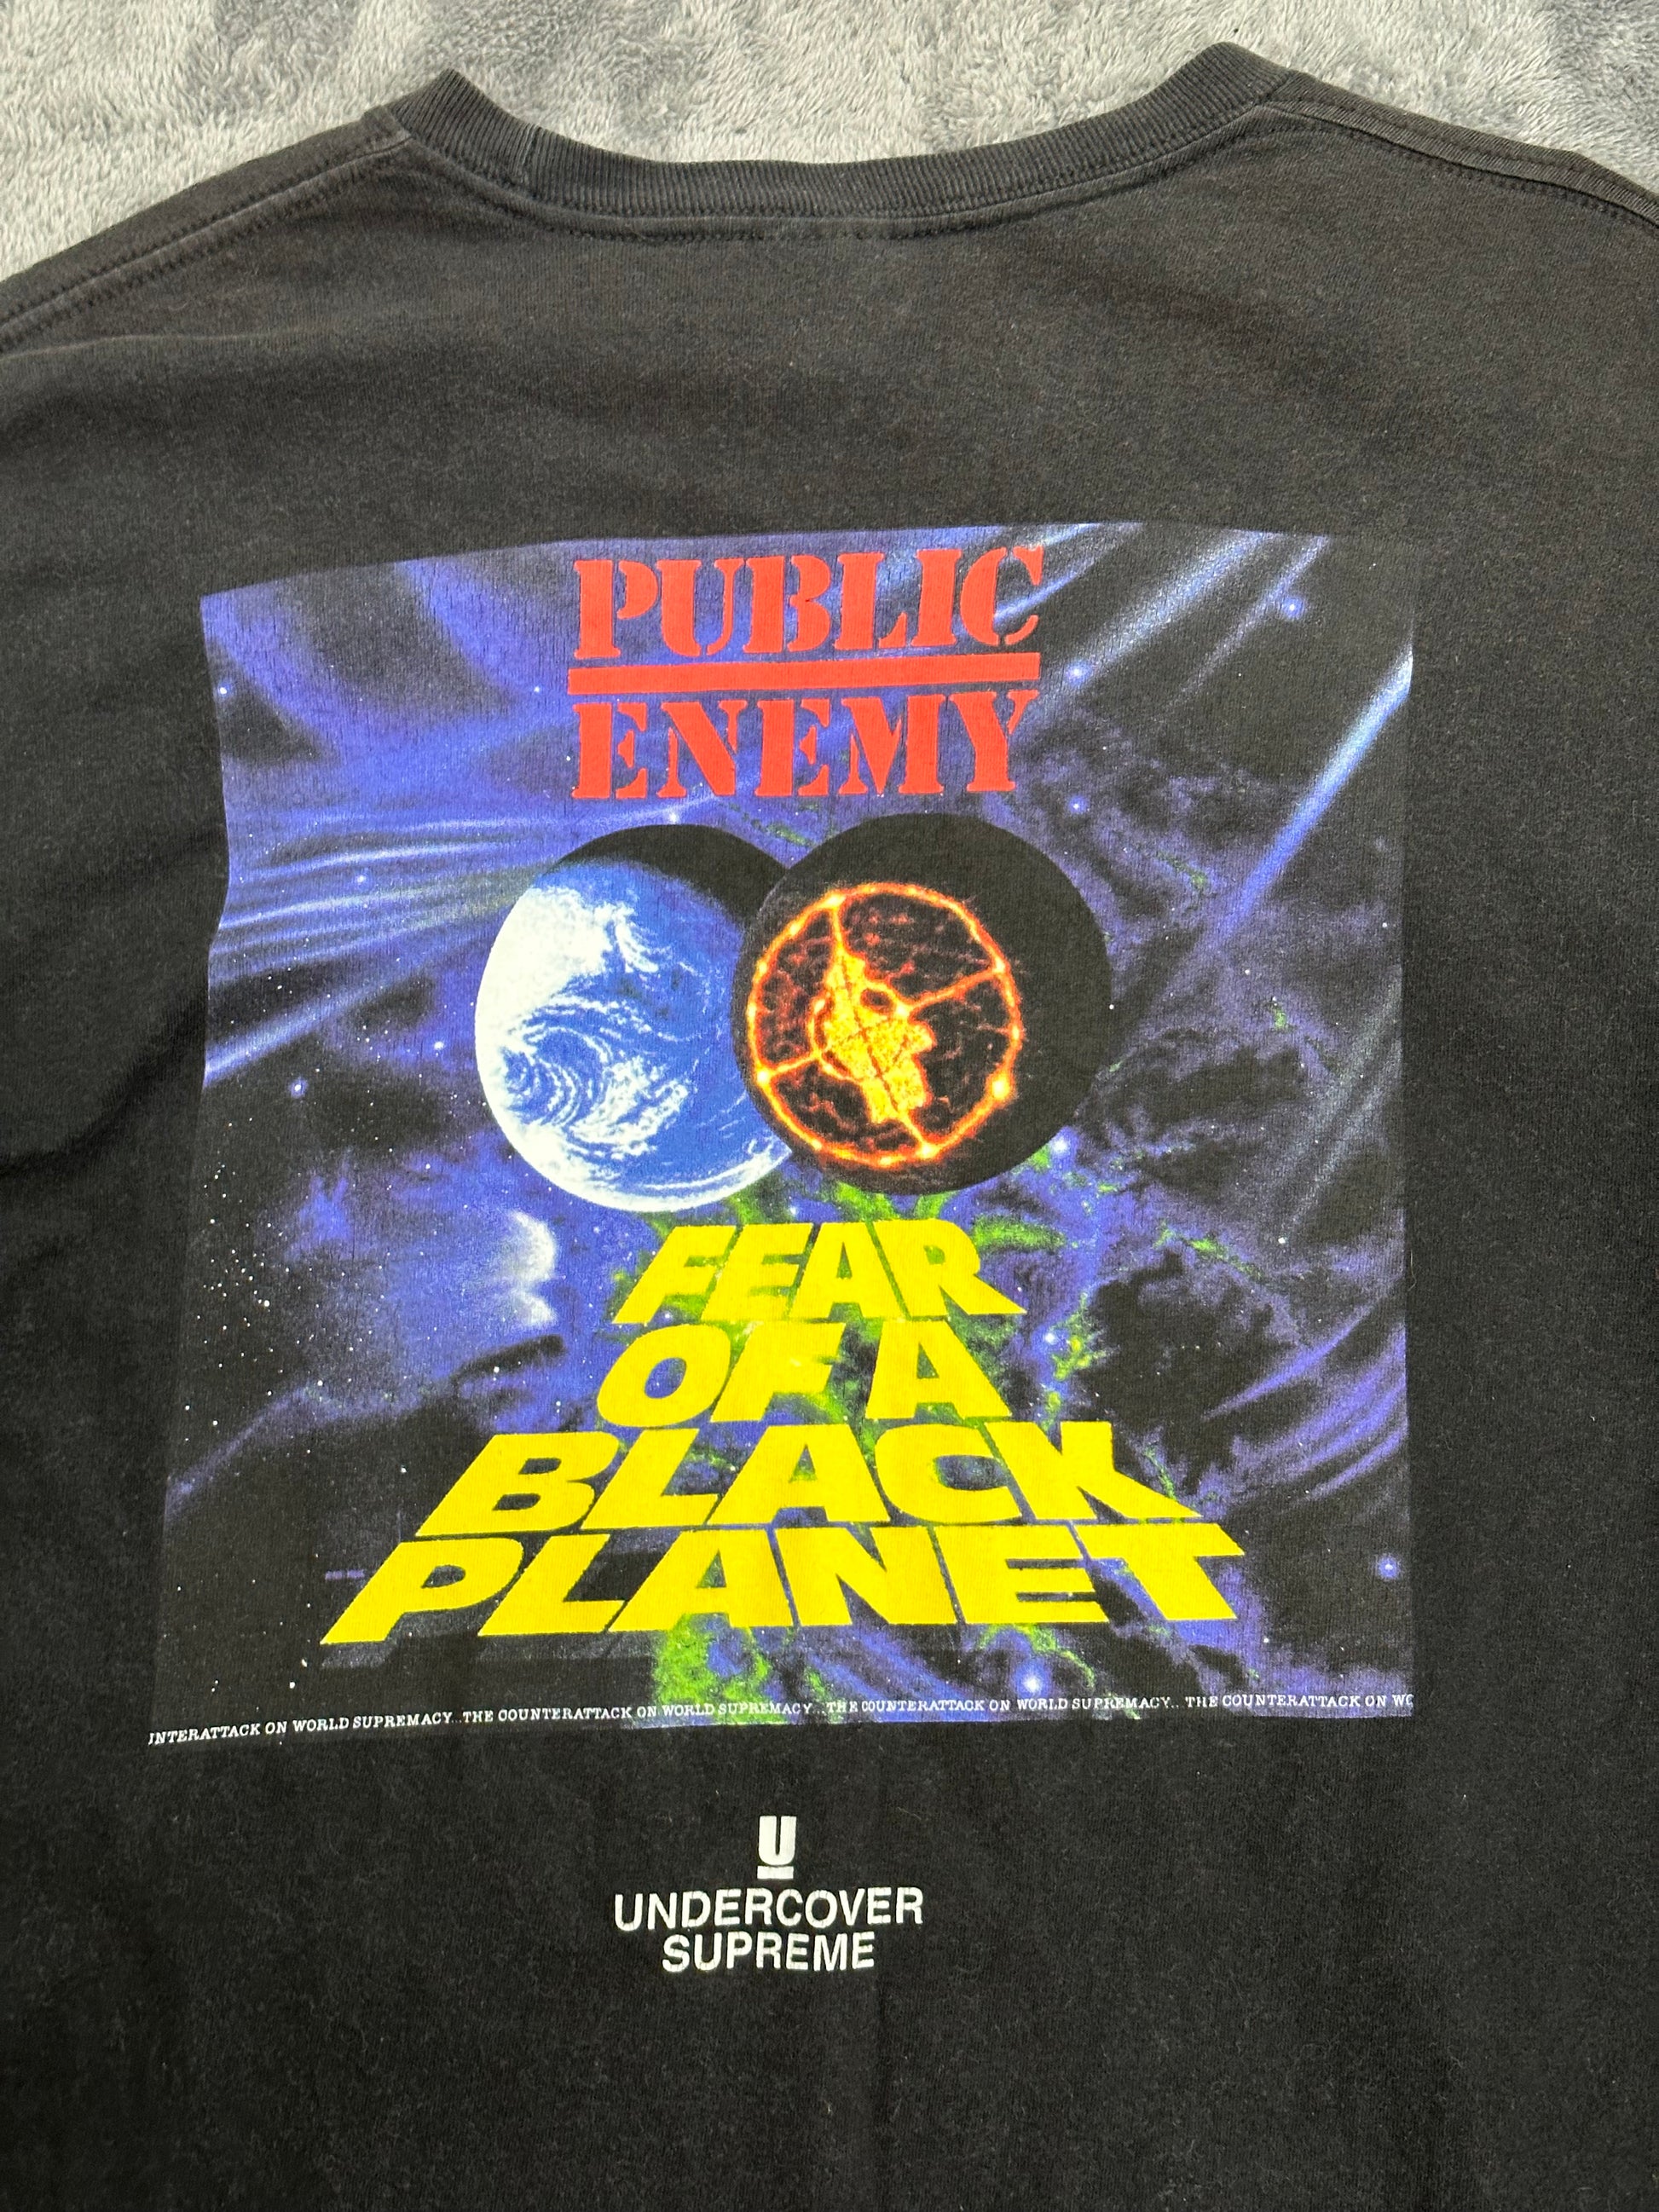 PUBLIC
ENEMY
FEAR
OF A
BLACK
PLANET
NTERATTACK ON WORLD SUPREMACY...THE COUNTERATTACK ON WORLD SUPREMACY...THE COUNTERATTACK ON WORLD SUPREMACY... THE COUNTERATTACK ON WO
U
UNDERCOVER
SUPREME